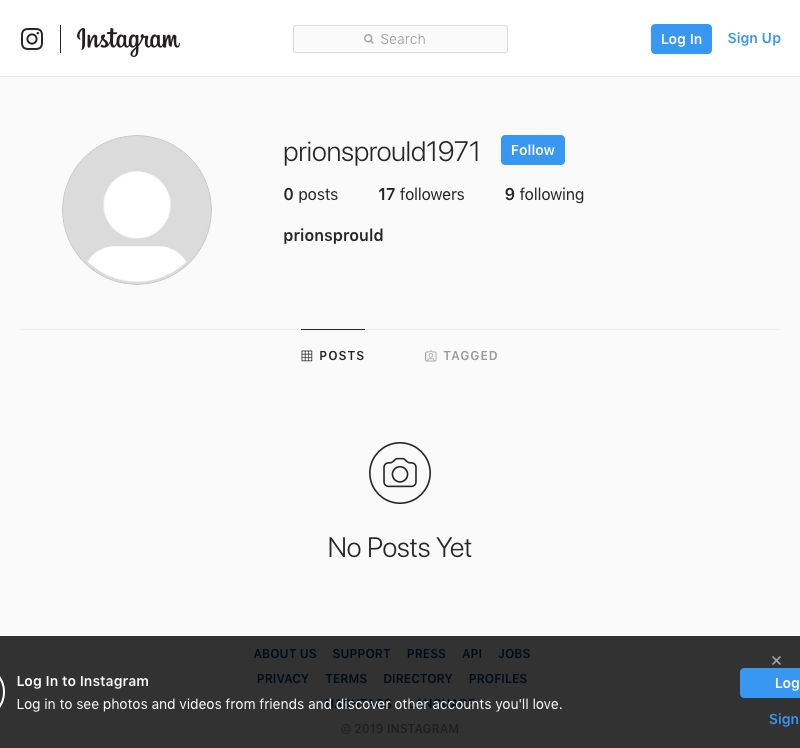 Instagram
Search
Log In
Sign Up
prionsprould1971
Follow
0 posts 17 followers 9 following
prionsprould
POSTS
TAGGED
No Posts Yet
ABOUT US SUPPORT PRESS API JOBS
PRIVACY TERMS DIRECTORY PROFILES
Log In to Instagram
Log in to see photos and videos from friends and discover other accounts you'll love.
© 2019 INSTAGRAM
Log
Sign